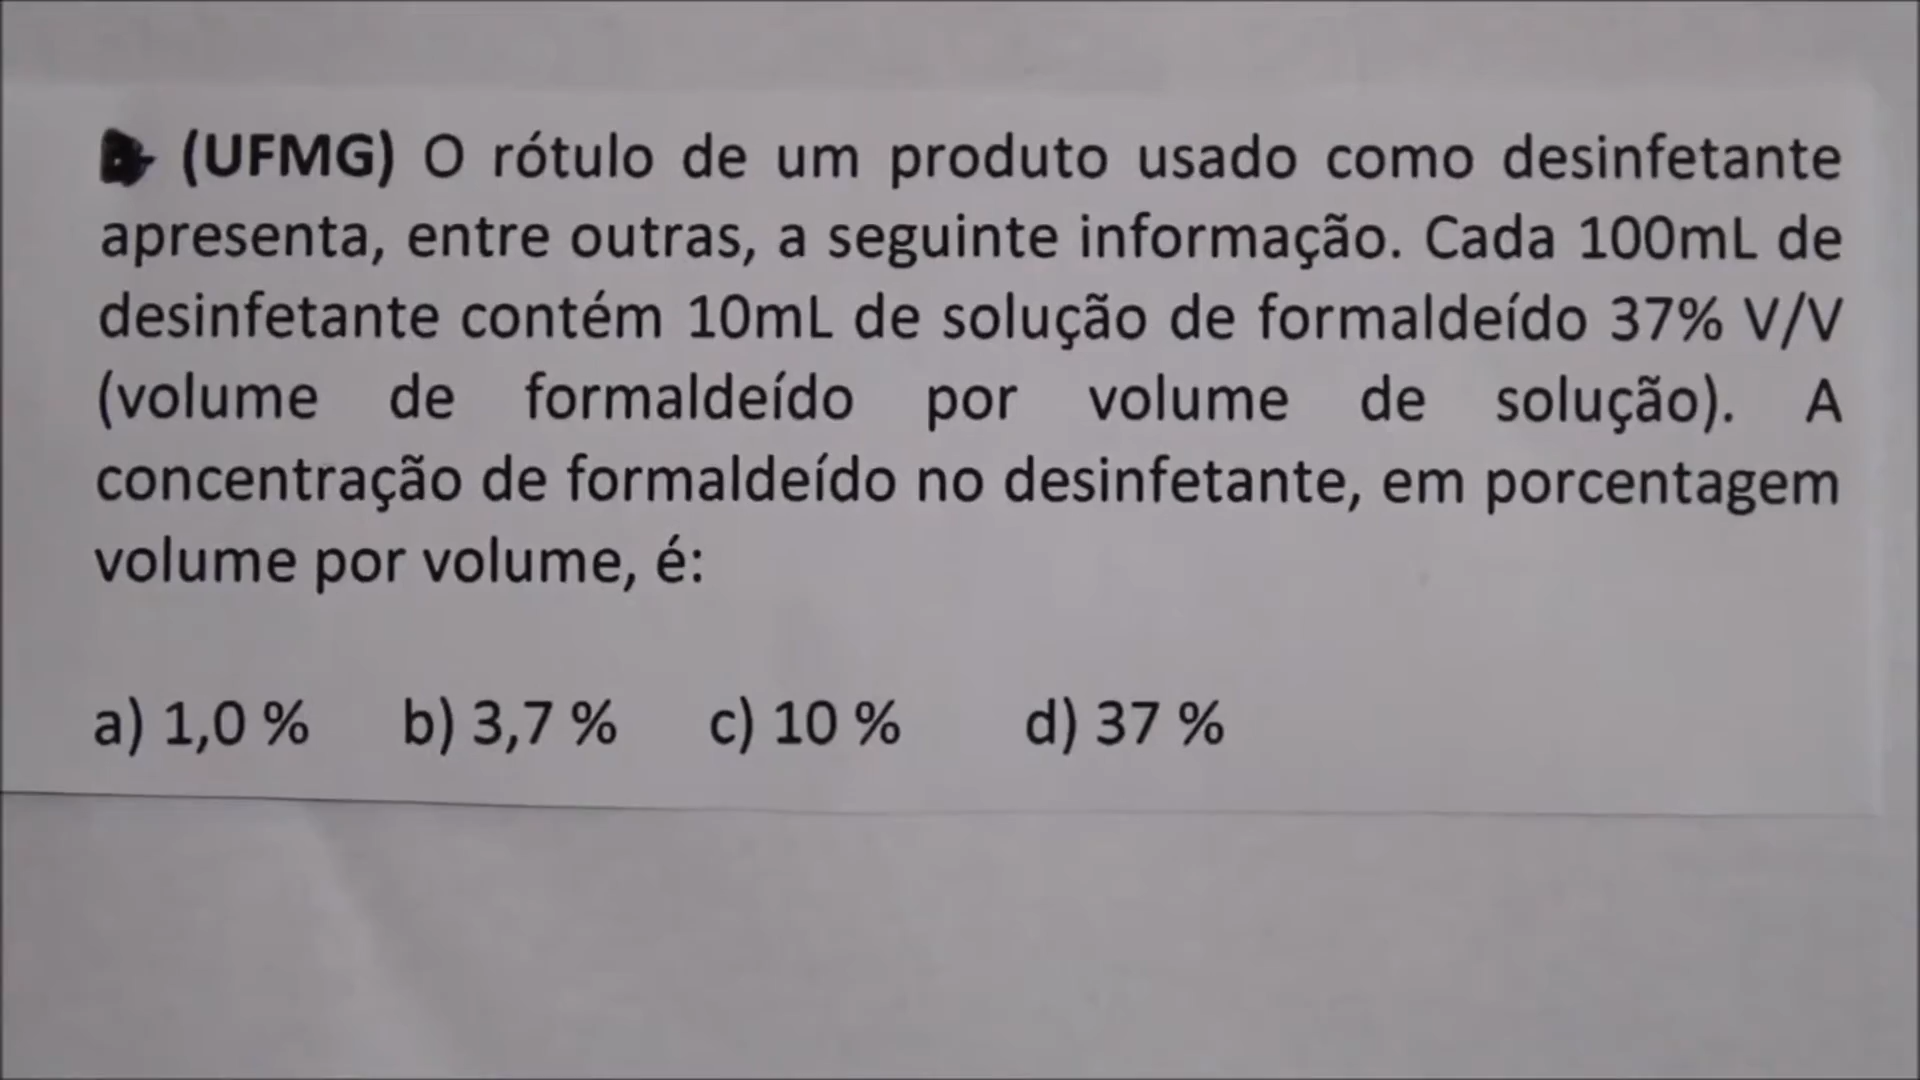 (UFMG) O rótulo de um produto usado como desinfetante
apresenta, entre outras, a seguinte informação. Cada 100mL de
desinfetante contém 10mL de solução de formaldeído 37% V/V
(volume de formaldeído por volume de solução). A
concentração de formaldeído no desinfetante, em porcentagem
volume por volume, é:
a) 1,0 % b) 3,7 % c) 10 % d) 37 %